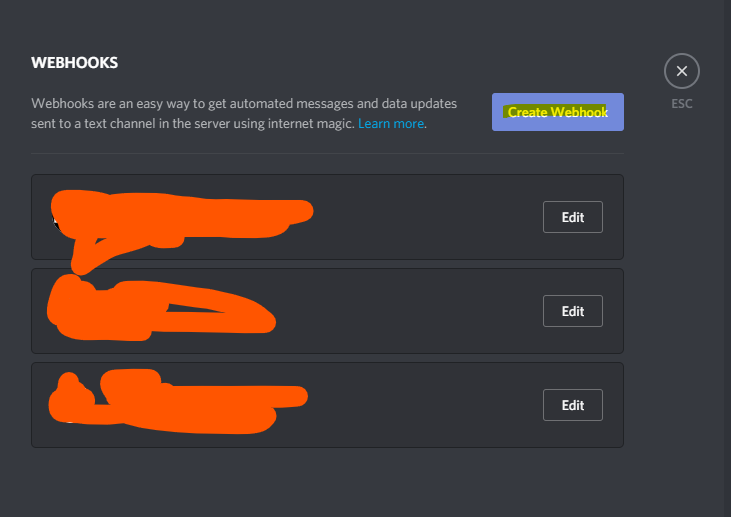 WEBHOOKS
Webhooks are an easy way to get automated messages and data updates
sent to a text channel in the server using internet magic. Learn more.
Create Webhook
ESC
Edit
Edit
Edit